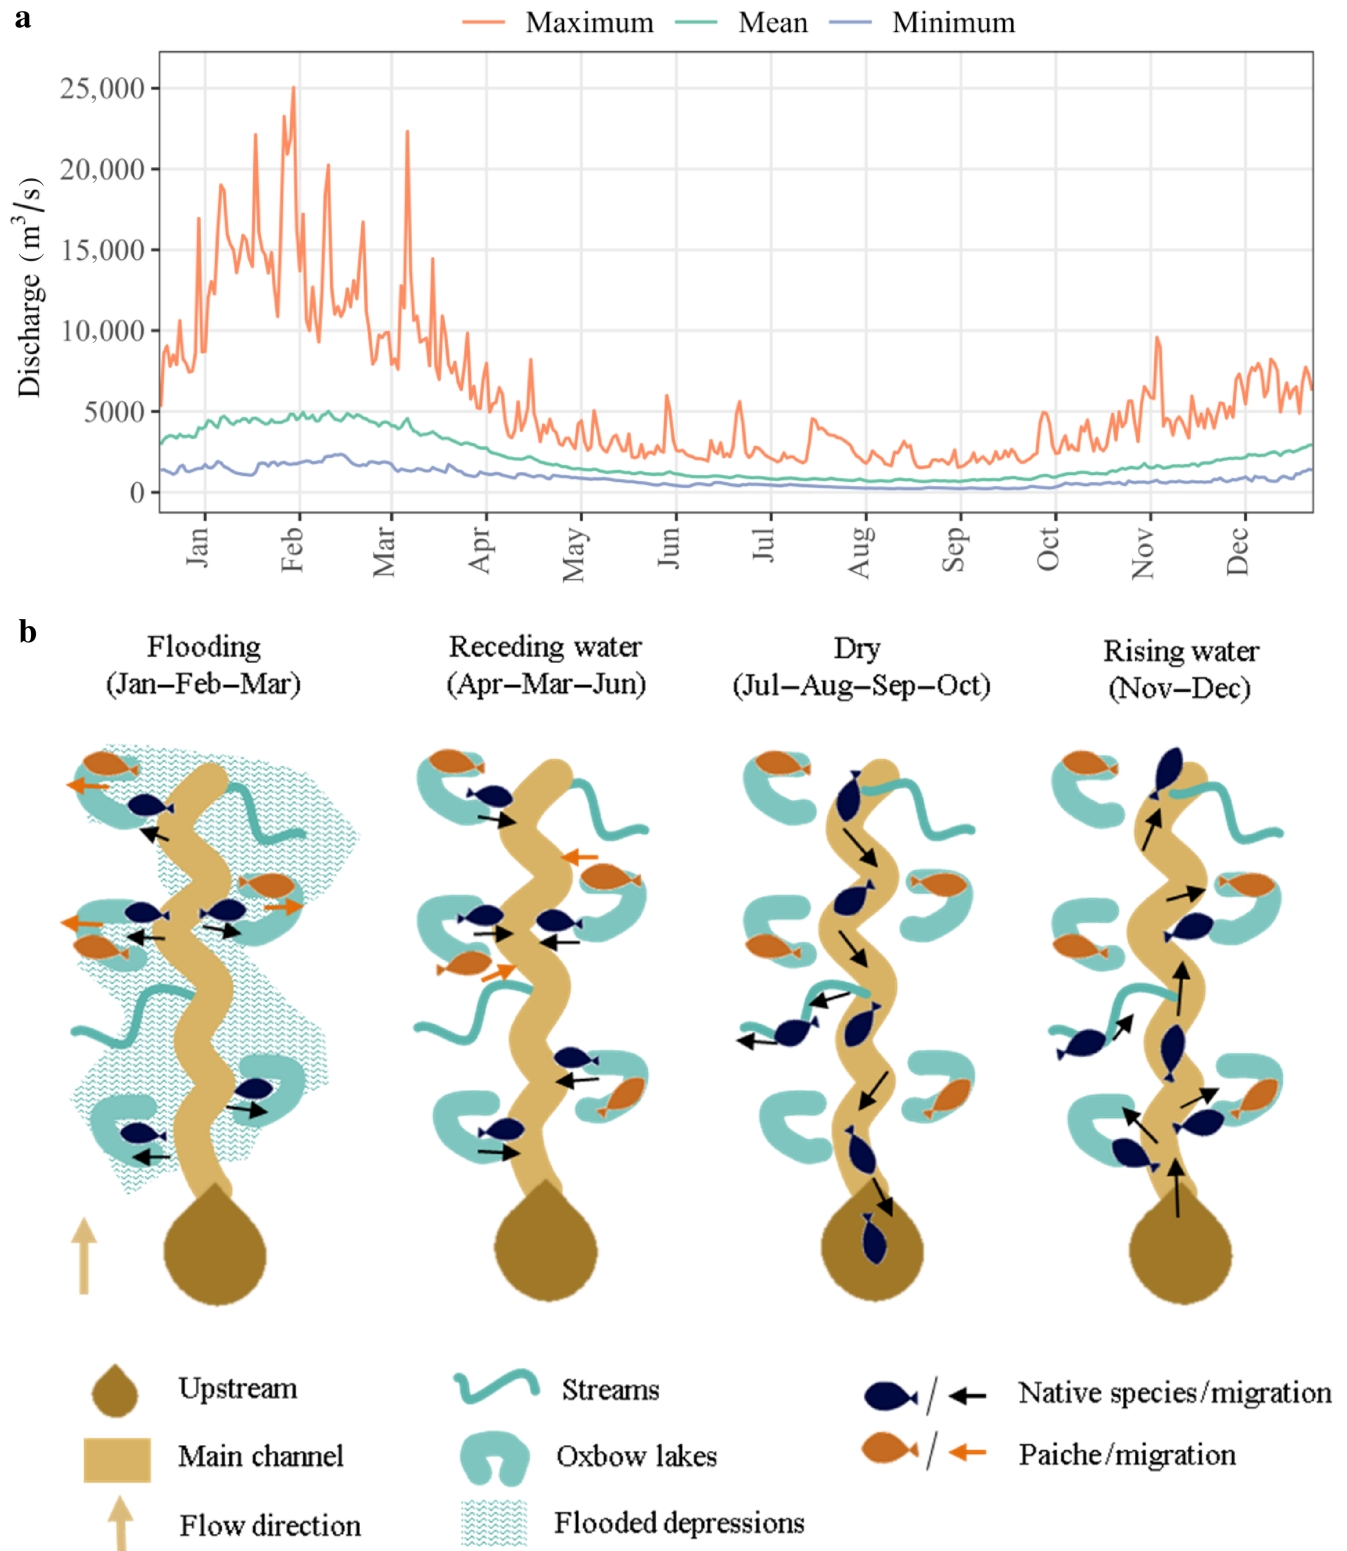 a
Maximum Mean Minimum
Discharge (m³/s)
25,000
20,000
15,000
10,000
5000
0
Jan Feb Mar Apr May Jun Jul Aug Sep Oct Nov Dec
b
Flooding
(Jan–Feb–Mar)
Receding water
(Apr–Mar–Jun)
Dry
(Jul–Aug–Sep–Oct)
Rising water
(Nov–Dec)
Upstream
Main channel
Flow direction
Streams
Oxbow lakes
Flooded depressions
/ Native species/migration
/ Paiche/migration